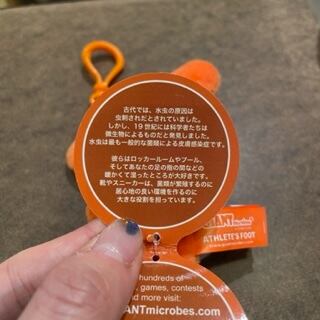 古代では、水虫の原因は
虫刺されだとされていました。
しかし、19世紀には科学者たちは
微生物によるものだと発見しました。
水虫は最も一般的な菌類による皮膚感染症です。
彼らはロッカールームやプール、
そしてあなたの足の指の間などの
暖かくて湿ったところが大好きです。
靴やスニーカーは、菌類が繁殖するのに
居心地の良い環境を作るのに
大きな役割を担っています。
GIANT
ATHLETE'S FOOT
hundreds of
, games, contests
nd more visit:
ANTmicrobes.com